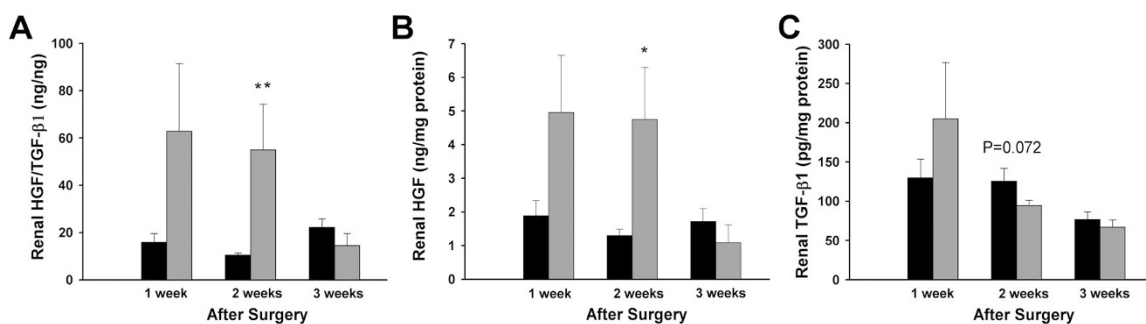 A
Renal HGF/TGF-β1 (ng/ng)
100
80
60
40
20
0
**
1 week
2 weeks
3 weeks
After Surgery
B
Renal HGF (ng/mg protein)
7
6
5
4
3
2
1
0
*
1 week
2 weeks
3 weeks
After Surgery
C
Renal TGF-β1 (pg/mg protein)
300
250
200
150
100
50
0
P=0.072
1 week
2 weeks
3 weeks
After Surgery